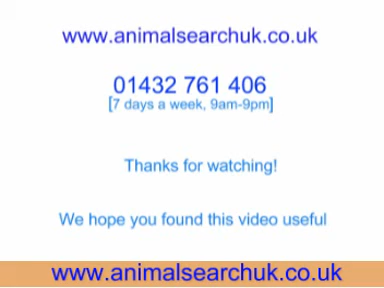 www.animalsearchuk.co.uk
01432 761 406
[7 days a week, 9am-9pm]
Thanks for watching!
We hope you found this video useful
www.animalsearchuk.co.uk